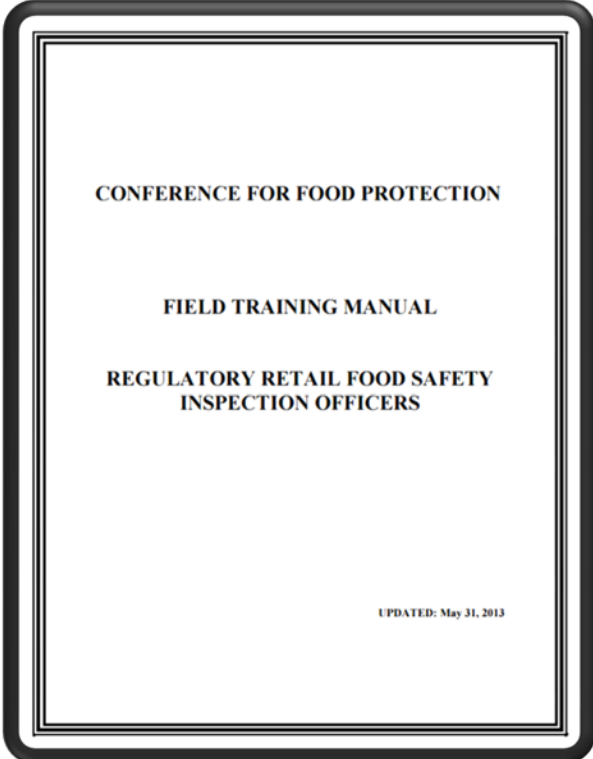 CONFERENCE FOR FOOD PROTECTION
FIELD TRAINING MANUAL
REGULATORY RETAIL FOOD SAFETY
INSPECTION OFFICERS
UPDATED: May 31, 2013